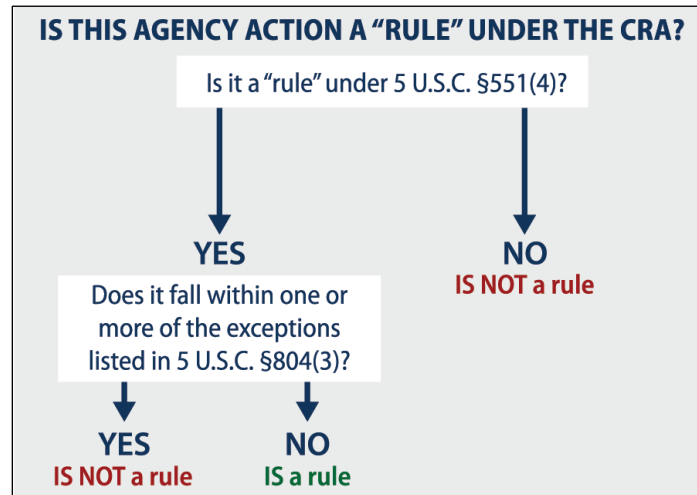 IS THIS AGENCY ACTION A “RULE” UNDER THE CRA?
Is it a “rule” under 5 U.S.C. §551(4)?
YES
NO
IS NOT a rule
Does it fall within one or
more of the exceptions
listed in 5 U.S.C. §804(3)?
YES
IS NOT a rule
NO
IS a rule